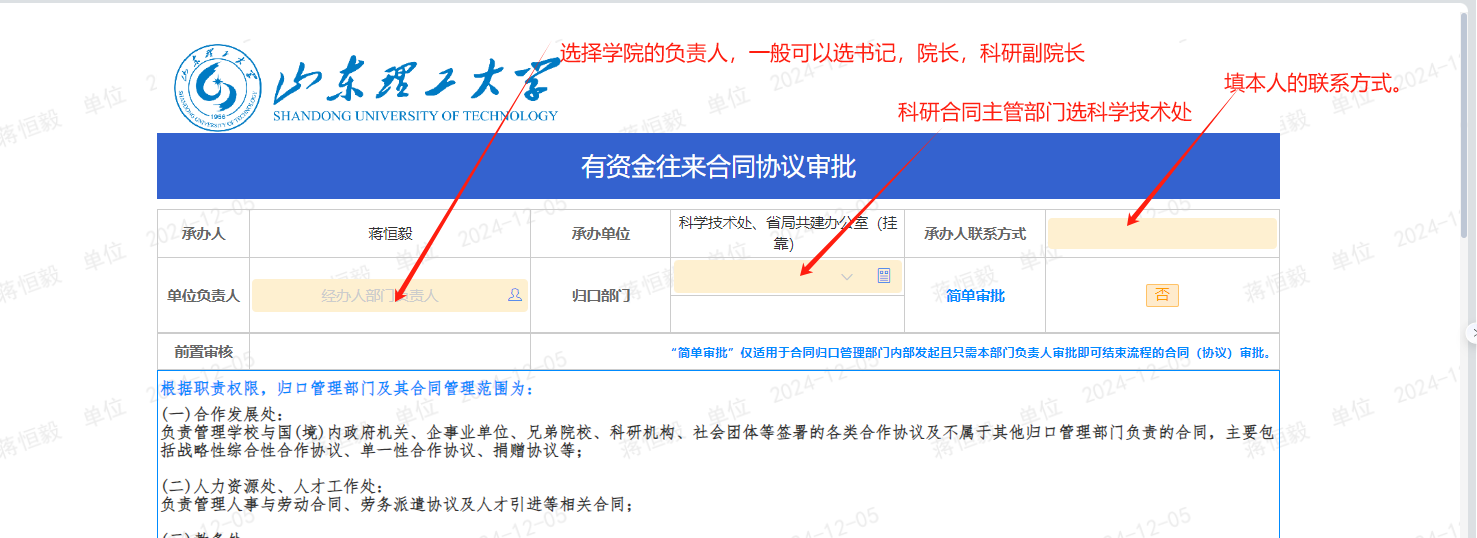 选择学院的负责人，一般可以选书记，院长，科研副院长
填本人的联系方式。
山东理工大学
SHANDONG UNIVERSITY OF TECHNOLOGY
科研合同主管部门选科学技术处
有资金往来合同协议审批
承办人 蒋恒毅 承办单位 科学技术处、省局共建办公室（挂靠） 承办人联系方式
单位负责人 经办人部门负责人 归口部门 简单审批 否
前置审核 “简单审批”仅适用于合同归口管理部门内部发起且只需本部门负责人审批即可结束流程的合同（协议）审批。
根据职责权限，归口管理部门及其合同管理范围为：
(一)合作发展处：
负责管理学校与国(境)内政府机关、企事业单位、兄弟院校、科研机构、社会团体等签署的各类合作协议及不属于其他归口管理部门负责的合同，主要包
括战略性综合性合作协议、单一性合作协议、捐赠协议等；
(二)人力资源处、人才工作处：
负责管理人事与劳动合同、劳务派遣协议及人才引进等相关合同；
(三)教务处
蒋恒毅 单位 2024-12-05